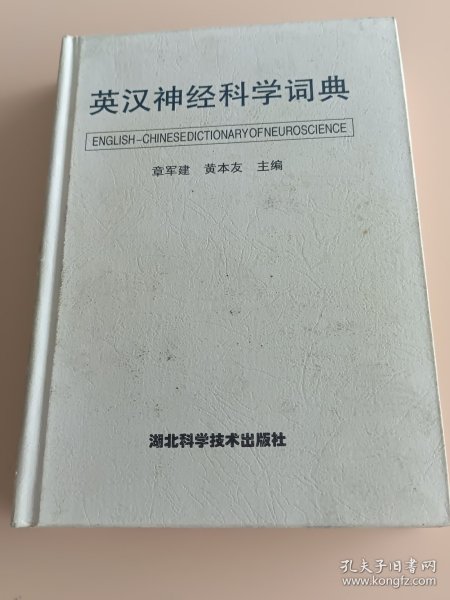 英汉神经科学词典
ENGLISH-CHINESEDICTIONARYOFNEUROSCIENCE
章军建 黄本友 主编
湖北科学技术出版社
孔夫子旧书网
www.kongfz.com